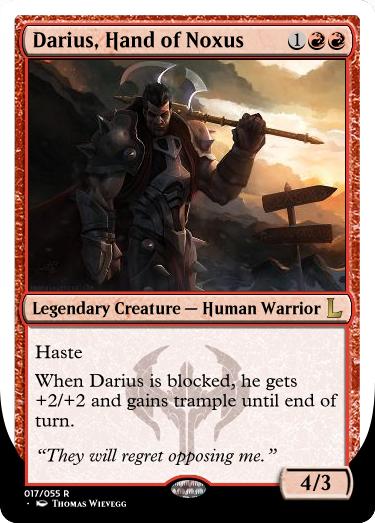 Darius, Hand of Noxus 1
Legendary Creature — Human Warrior L
Haste
When Darius is blocked, he gets
+2/+2 and gains trample until end of
turn.
“They will regret opposing me.”
4/3
017/055 R
· Thomas Wievegg